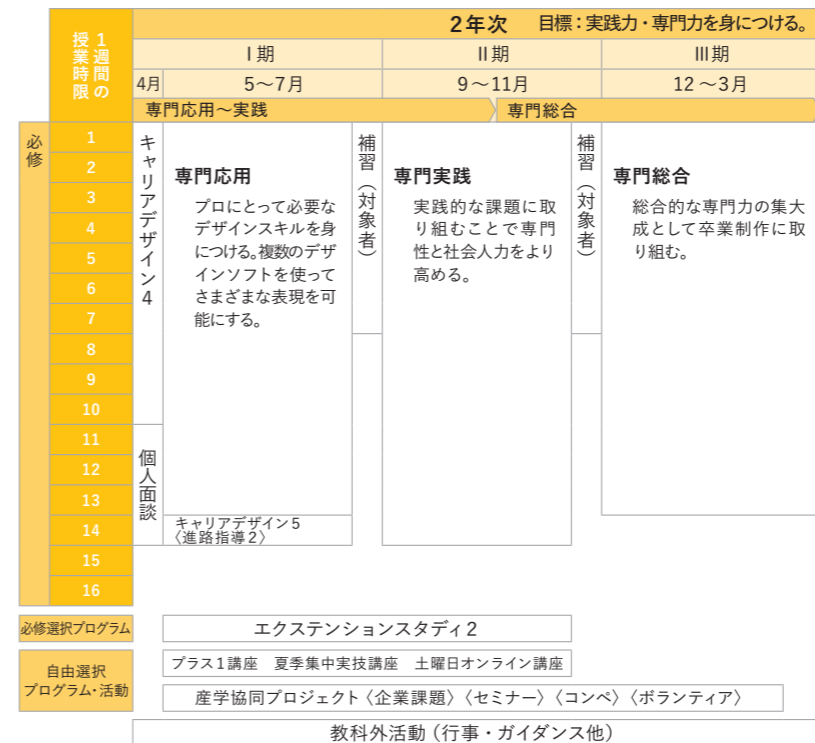 1週間の
授業時限
2年次 目標：実践力・専門力を身につける。
Ⅰ期
Ⅱ期
Ⅲ期
4月
5〜7月
9〜11月
12〜3月
専門応用〜実践
専門総合
必修
1
2
3
4
5
6
7
8
9
10
11
12
13
14
15
16
キャリアデザイン4
個人面談
専門応用
プロにとって必要な
デザインスキルを身
につける。複数のデザ
インソフトを使って
さまざまな表現を可
能にする。
キャリアデザイン5
〈進路指導2〉
補習（対象者）
専門実践
実践的な課題に取
り組むことで専門
性と社会人力をより
高める。
補習（対象者）
専門総合
総合的な専門力の集大
成として卒業制作に取
り組む。
必修選択プログラム
エクステンションスタディ2
自由選択
プログラム・活動
プラス1講座 夏季集中実技講座 土曜日オンライン講座
産学協同プロジェクト〈企業課題〉〈セミナー〉〈コンペ〉〈ボランティア〉
教科外活動（行事・ガイダンス他）